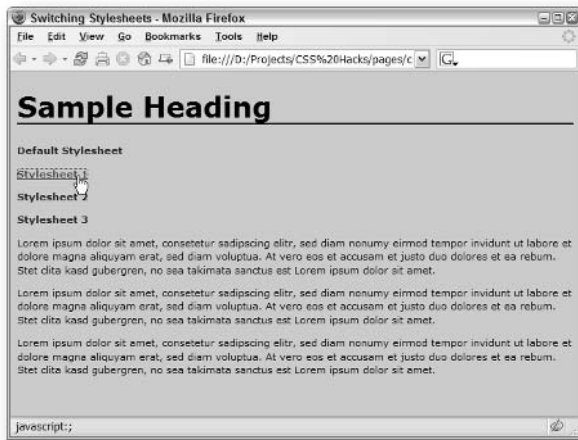 Switching Stylesheets - Mozilla Firefox
File Edit View Go Bookmarks Tools Help
file:///D:/Projects/CSS%20Hacks/pages/c
G
Sample Heading
Default Stylesheet
Stylesheet 1
Stylesheet 2
Stylesheet 3
Lorem ipsum dolor sit amet, consetetur sadipscing elitr, sed diam nonumy eirmod tempor invidunt ut labore et
dolore magna aliquyam erat, sed diam voluptua. At vero eos et accusam et justo duo dolores et ea rebum.
Stet clita kasd gubergren, no sea takimata sanctus est Lorem ipsum dolor sit amet.
Lorem ipsum dolor sit amet, consetetur sadipscing elitr, sed diam nonumy eirmod tempor invidunt ut labore et
dolore magna aliquyam erat, sed diam voluptua. At vero eos et accusam et justo duo dolores et ea rebum.
Stet clita kasd gubergren, no sea takimata sanctus est Lorem ipsum dolor sit amet.
Lorem ipsum dolor sit amet, consetetur sadipscing elitr, sed diam nonumy eirmod tempor invidunt ut labore et
dolore magna aliquyam erat, sed diam voluptua. At vero eos et accusam et justo duo dolores et ea rebum.
Stet clita kasd gubergren, no sea takimata sanctus est Lorem ipsum dolor sit amet.
javascript:;